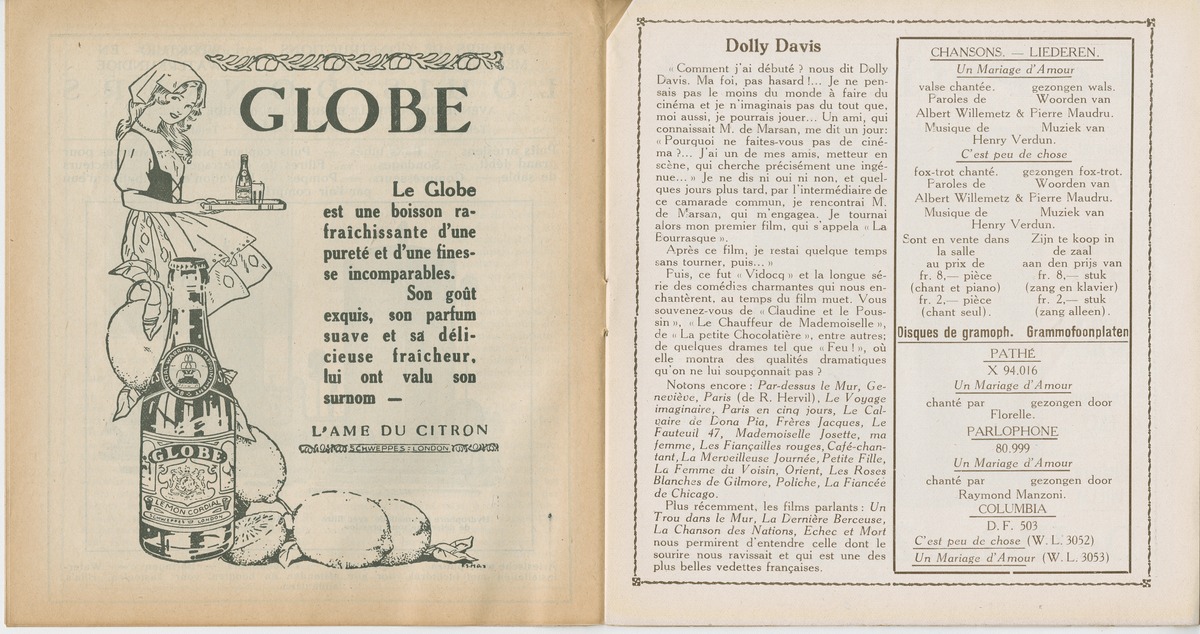 GLOBE
Le Globe
est une boisson ra-
fraîchissante d'une
pureté et d'une fines-
se incomparables.
Son goût
exquis, son parfum
suave et sa déli-
cieuse fraicheur,
lui ont valu son
surnom —
L'AME DU CITRON
SCHWEPPES : LONDON
GLOBE
LEMON CORDIAL
SCHWEPPES LONDON
Dolly Davis
« Comment j'ai débuté ? nous dit Dolly
Davis. Ma foi, pas hasard !... Je ne pen-
sais pas le moins du monde à faire du
cinéma et je n'imaginais pas du tout que,
moi aussi, je pourrais jouer... Un ami, qui
connaissait M. de Marsan, me dit un jour:
« Pourquoi ne faites-vous pas de ciné-
ma ?... J'ai un de mes amis, metteur en
scène, qui cherche précisément une ingé-
nue... » Je ne dis ni oui ni non, et quel-
ques jours plus tard, par l'intermédiaire de
ce camarade commun, je rencontrai M.
de Marsan, qui m'engagea. Je tournai
alors mon premier film, qui s'appela « La
Bourrasque ».
Après ce film, je restai quelque temps
sans tourner, puis... »
Puis, ce fut « Vidocq » et la longue sé-
rie des comédies charmantes qui nous en-
chantèrent, au temps du film muet. Vous
souvenez-vous de « Claudine et le Pous-
sin », « Le Chauffeur de Mademoiselle »,
de « La petite Chocolatière », entre autres;
de quelques drames tel que « Feu ! », où
elle montra des qualités dramatiques
qu'on ne lui soupçonnait pas ?
Notons encore : Par-dessus le Mur, Ge-
neviève, Paris (de R. Hervil), Le Voyage
imaginaire, Paris en cinq jours, Le Cal-
vaire de Dona Pia, Frères Jacques, Le
Fauteuil 47, Mademoiselle Josette, ma
femme, Les Fiançailles rouges, Café-chan-
tant, La Merveilleuse Journée, Petite Fille,
La Femme du Voisin, Orient, Les Roses
Blanches de Gilmore, Poliche, La Fiancée
de Chicago.
Plus récemment, les films parlants : Un
Trou dans le Mur, La Dernière Berceuse,
La Chanson des Nations, Echec et Mort
nous permirent d'entendre celle dont le
sourire nous ravissait et qui est une des
plus belles vedettes françaises.
CHANSONS. — LIEDEREN.
Un Mariage d'Amour
valse chantée. gezongen wals.
Paroles de Woorden van
Albert Willemetz & Pierre Maudru.
Musique de Muziek van
Henry Verdun.
C'est peu de chose
fox-trot chanté. gezongen fox-trot.
Paroles de Woorden van
Albert Willemetz & Pierre Maudru.
Musique de Muziek van
Henry Verdun.
Sont en vente dans Zijn te koop in
la salle de zaal
au prix de aan den prijs van
fr. 8,— pièce fr. 8,— stuk
(chant et piano) (zang en klavier)
fr. 2,— pièce fr. 2,— stuk
(chant seul). (zang alleen).
Disques de gramoph. Grammofoonplaten
PATHÉ
X 94.016
Un Mariage d'Amour
chanté par gezongen door
Florelle.
PARLOPHONE
80.999
Un Mariage d'Amour
chanté par gezongen door
Raymond Manzoni.
COLUMBIA
D. F. 503
C'est peu de chose (W. L. 3052)
Un Mariage d'Amour (W. L. 3053)